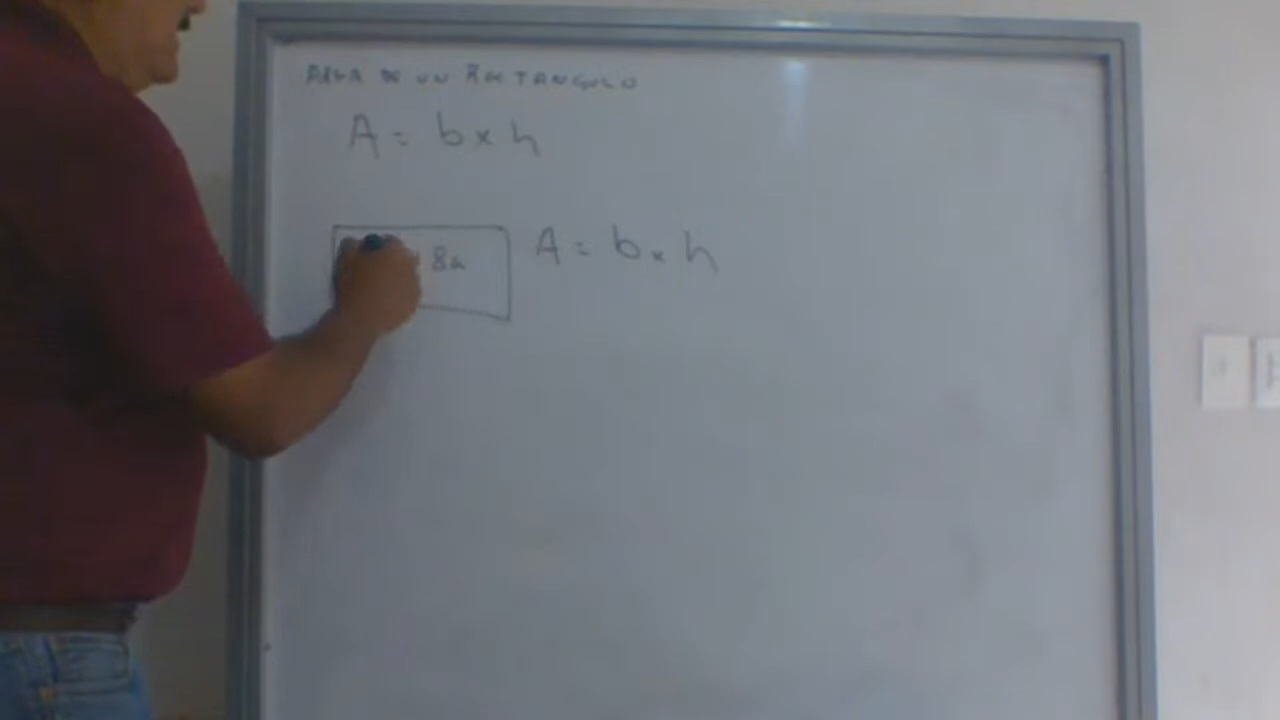 AREA DE UN RECTANGULO
A = b x h
8a A = b x h